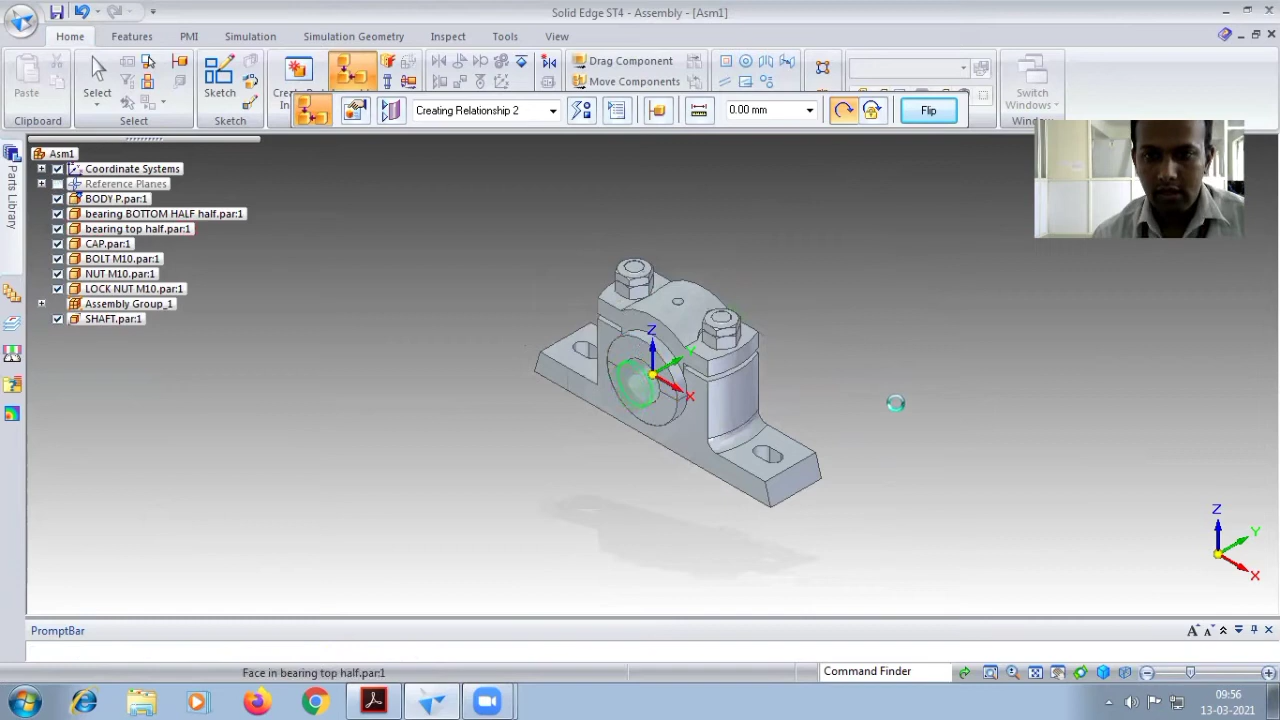 Solid Edge ST4 - Assembly - [Asm1]
Home Features PMI Simulation Simulation Geometry Inspect Tools View
Paste
Select
Sketch
Drag Component
Move Components
Switch
Windows
Creating Relationship 2
0.00 mm
Flip
Clipboard
Select
Asm1
Coordinate Systems
Reference Planes
BODY P.par:1
bearing BOTTOM HALF half.par:1
bearing top half.par:1
CAP.par:1
BOLT M10.par:1
NUT M10.par:1
LOCK NUT M10.par:1
Assembly Group_1
SHAFT.par:1
Parts Library
Z
Y
X
Z
Y
X
PromptBar
Face in bearing top half.par:1
Command Finder
09:56
13-03-2021